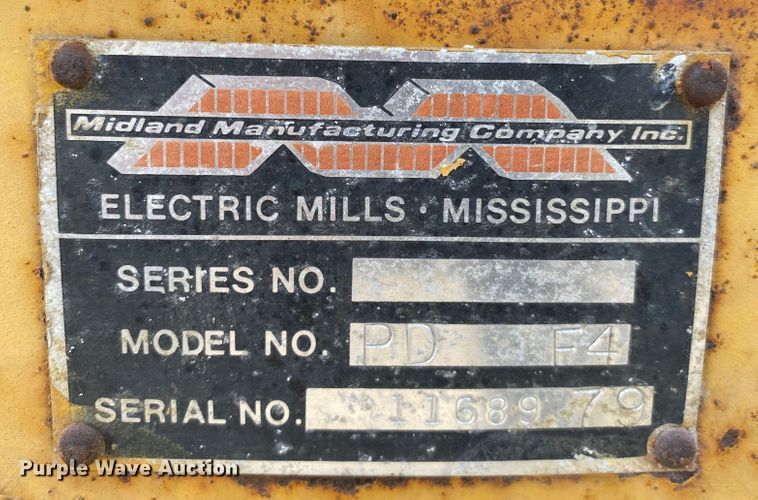 Midland Manufacturing Company Inc.
ELECTRIC MILLS · MISSISSIPPI
SERIES NO.
MODEL NO. PD F4
SERIAL NO. 11689 79
Purple Wave Auction